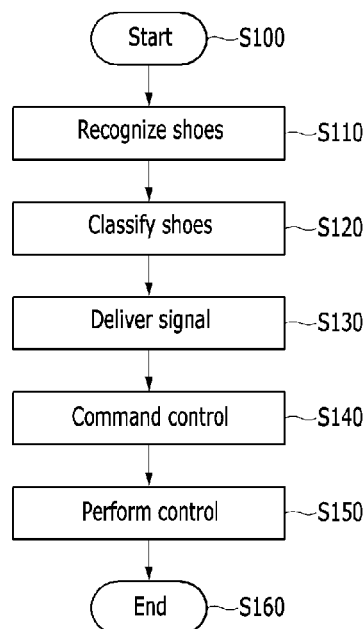 Start S100
Recognize shoes S110
Classify shoes S120
Deliver signal S130
Command control S140
Perform control S150
End S160